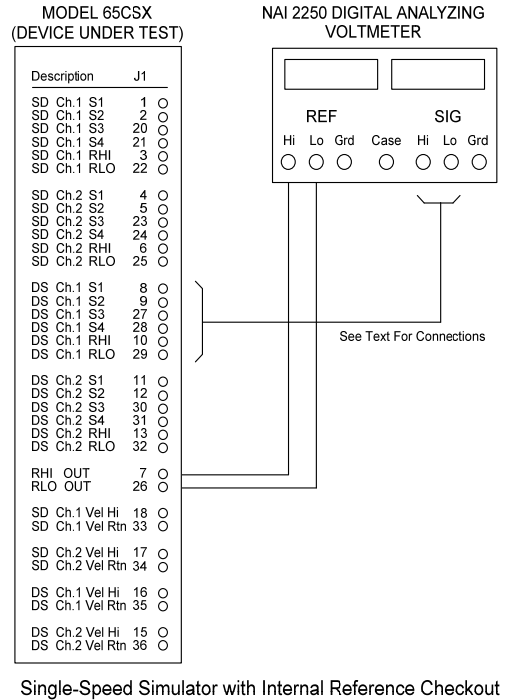 MODEL 65CSX
(DEVICE UNDER TEST)
NAI 2250 DIGITAL ANALYZING
VOLTMETER
Description J1
SD Ch.1 S1 1
SD Ch.1 S2 2
SD Ch.1 S3 20
SD Ch.1 S4 21
SD Ch.1 RHI 3
SD Ch.1 RLO 22
SD Ch.2 S1 4
SD Ch.2 S2 5
SD Ch.2 S3 23
SD Ch.2 S4 24
SD Ch.2 RHI 6
SD Ch.2 RLO 25
DS Ch.1 S1 8
DS Ch.1 S2 9
DS Ch.1 S3 27
DS Ch.1 S4 28
DS Ch.1 RHI 10
DS Ch.1 RLO 29
DS Ch.2 S1 11
DS Ch.2 S2 12
DS Ch.2 S3 30
DS Ch.2 S4 31
DS Ch.2 RHI 13
DS Ch.2 RLO 32
RHI OUT 7
RLO OUT 26
SD Ch.1 Vel Hi 18
SD Ch.1 Vel Rtn 33
SD Ch.2 Vel Hi 17
SD Ch.2 Vel Rtn 34
DS Ch.1 Vel Hi 16
DS Ch.1 Vel Rtn 35
DS Ch.2 Vel Hi 15
DS Ch.2 Vel Rtn 36
REF SIG
Hi Lo Grd Case Hi Lo Grd
See Text For Connections
Single-Speed Simulator with Internal Reference Checkout